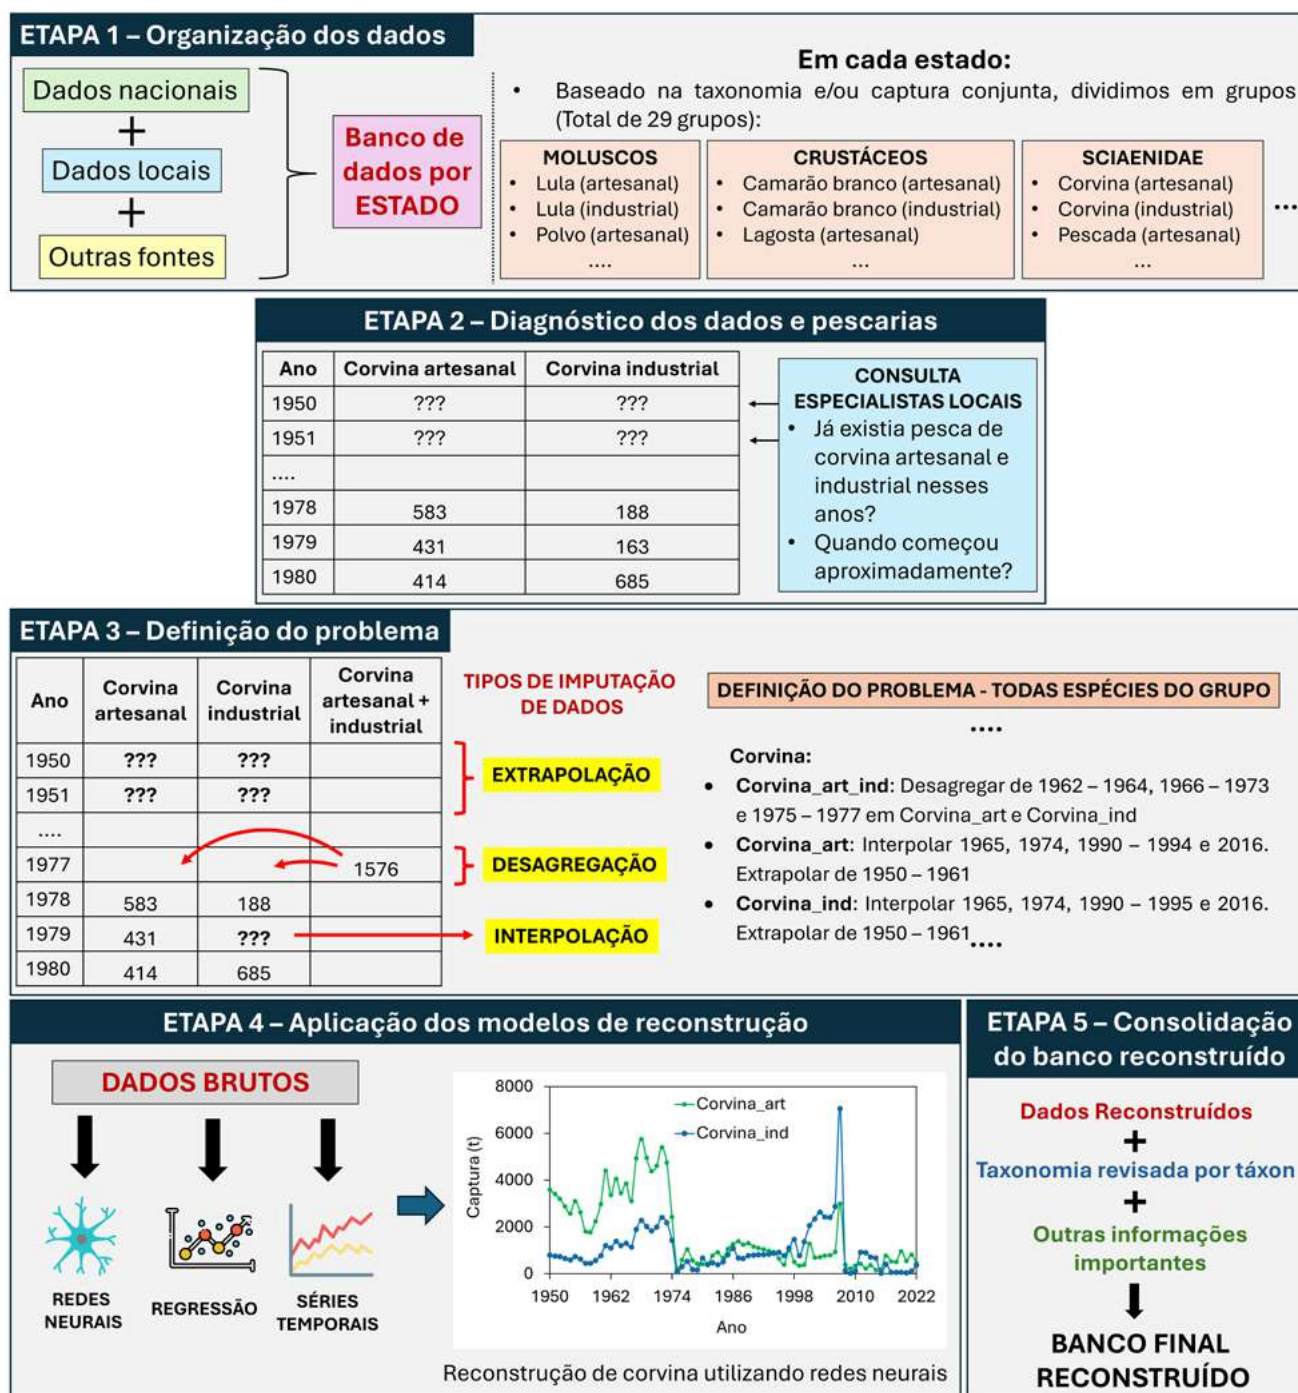 ETAPA 1 – Organização dos dados
Dados nacionais
+
Dados locais
+
Outras fontes
Banco de
dados por
ESTADO
Em cada estado:
• Baseado na taxonomia e/ou captura conjunta, dividimos em grupos
(Total de 29 grupos):
MOLUSCOS
• Lula (artesanal)
• Lula (industrial)
• Polvo (artesanal)
....
CRUSTÁCEOS
• Camarão branco (artesanal)
• Camarão branco (industrial)
• Lagosta (artesanal)
...
SCIAENIDAE
• Corvina (artesanal)
• Corvina (industrial)
• Pescada (artesanal)
...
...
ETAPA 2 – Diagnóstico dos dados e pescarias
Ano Corvina artesanal Corvina industrial
1950 ??? ???
1951 ??? ???
....
1978 583 188
1979 431 163
1980 414 685
CONSULTA
ESPECIALISTAS LOCAIS
• Já existia pesca de
corvina artesanal e
industrial nesses
anos?
• Quando começou
aproximadamente?
ETAPA 3 – Definição do problema
Ano Corvina artesanal Corvina industrial Corvina artesanal + industrial
1950 ??? ???
1951 ??? ???
....
1977 1576
1978 583 188
1979 431 ???
1980 414 685
TIPOS DE IMPUTAÇÃO
DE DADOS
EXTRAPOLAÇÃO
DESAGREGAÇÃO
INTERPOLAÇÃO
DEFINIÇÃO DO PROBLEMA - TODAS ESPÉCIES DO GRUPO
....
Corvina:
• Corvina_art_ind: Desagregar de 1962 – 1964, 1966 – 1973
e 1975 – 1977 em Corvina_art e Corvina_ind
• Corvina_art: Interpolar 1965, 1974, 1990 – 1994 e 2016.
Extrapolar de 1950 – 1961
• Corvina_ind: Interpolar 1965, 1974, 1990 – 1995 e 2016.
Extrapolar de 1950 – 1961
....
ETAPA 4 – Aplicação dos modelos de reconstrução
DADOS BRUTOS
REDES
NEURAIS
REGRESSÃO
SÉRIES
TEMPORAIS
Captura (t)
8000
6000
4000
2000
0
Corvina_art
Corvina_ind
1950 1962 1974 1986 1998 2010 2022
Ano
Reconstrução de corvina utilizando redes neurais
ETAPA 5 – Consolidação
do banco reconstruído
Dados Reconstruídos
+
Taxonomia revisada por táxon
+
Outras informações
importantes
BANCO FINAL
RECONSTRUÍDO